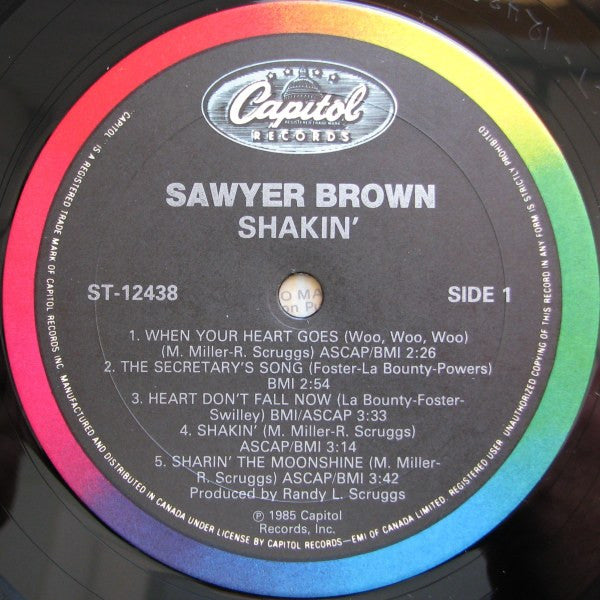 Capitol
REGISTERED TRADE MARK
RECORDS
SAWYER BROWN
SHAKIN'
ST-12438
SIDE 1
O MA
on Pu
1. WHEN YOUR HEART GOES (Woo, Woo, Woo)
(M. Miller-R. Scruggs) ASCAP/BMI 2:26
2. THE SECRETARY'S SONG (Foster-La Bounty-Powers)
BMI 2:54
3. HEART DON'T FALL NOW (La Bounty-Foster-
Swilley) BMI/ASCAP 3:33
4. SHAKIN' (M. Miller-R. Scruggs)
ASCAP/BMI 3:14
5. SHARIN' THE MOONSHINE (M. Miller-
R. Scruggs) ASCAP/BMI 3:42
Produced by Randy L. Scruggs
℗ 1985 Capitol
Records, Inc.
CAPITOL IS A REGISTERED TRADE MARK OF CAPITOL RECORDS INC. MANUFACTURED AND DISTRIBUTED IN CANADA UNDER LICENSE BY CAPITOL RECORDS—EMI OF CANADA LIMITED. REGISTERED USER. UNAUTHORIZED COPYING OF THIS RECORD IN ANY FORM IS STRICTLY PROHIBITED